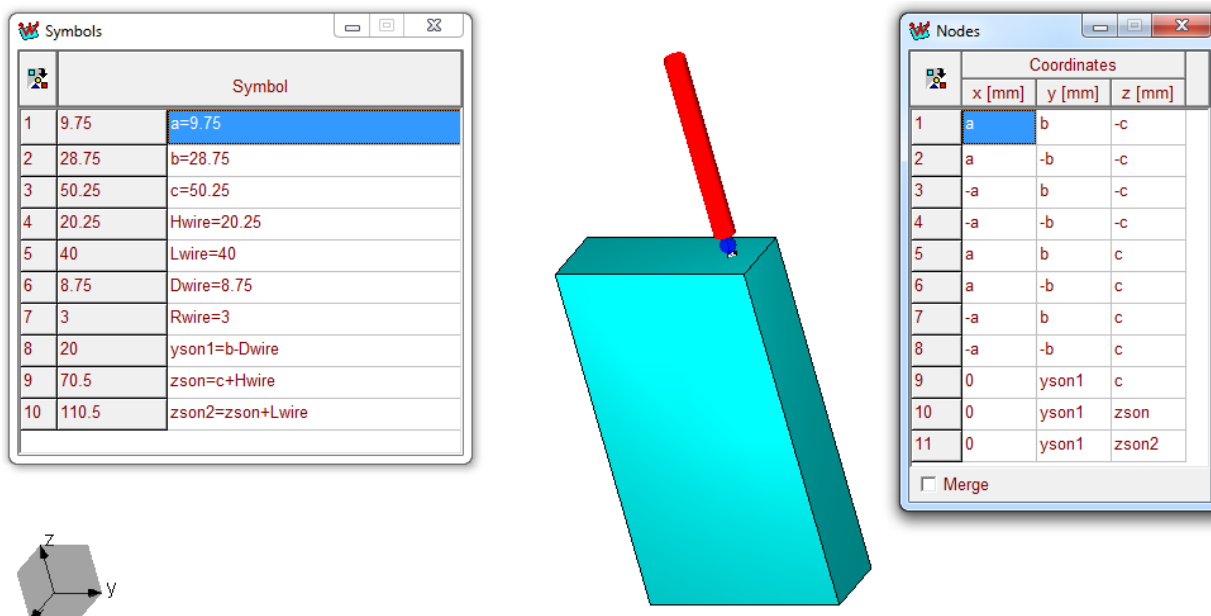 Symbols
Symbol
1 9.75 a=9.75
2 28.75 b=28.75
3 50.25 c=50.25
4 20.25 Hwire=20.25
5 40 Lwire=40
6 8.75 Dwire=8.75
7 3 Rwire=3
8 20 yson1=b-Dwire
9 70.5 zson=c+Hwire
10 110.5 zson2=zson+Lwire
z
y
Nodes
Coordinates
x [mm] y [mm] z [mm]
1 a b -c
2 a -b -c
3 -a b -c
4 -a -b -c
5 a b c
6 a -b c
7 -a b c
8 -a -b c
9 0 yson1 c
10 0 yson1 zson
11 0 yson1 zson2
Merge